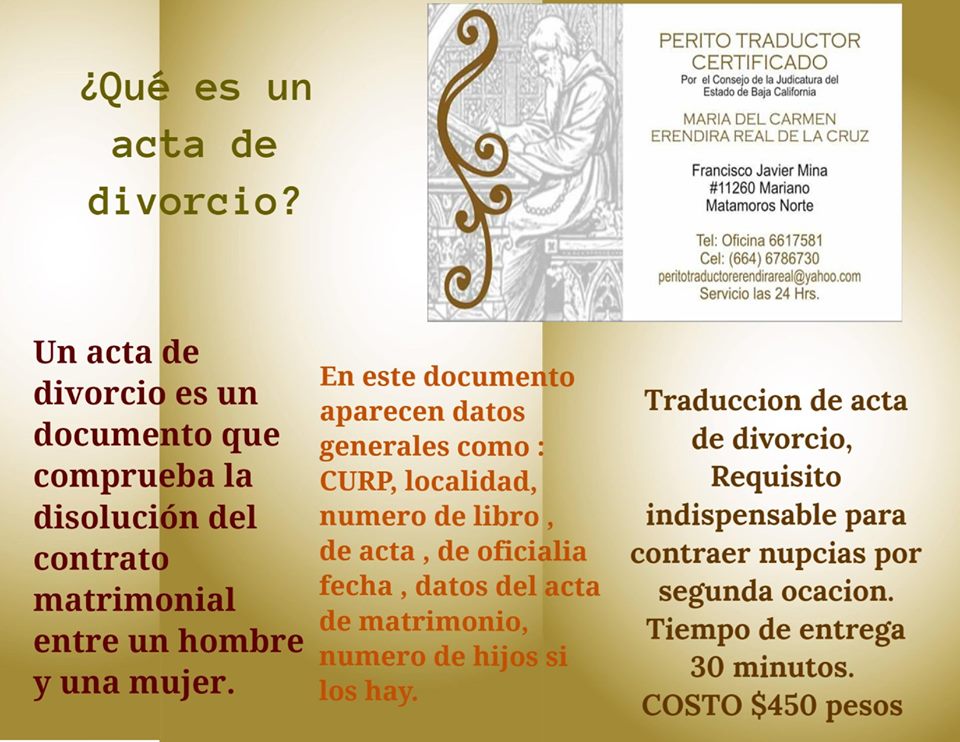 ¿Qué es un
acta de
divorcio?
PERITO TRADUCTOR
CERTIFICADO
Por el Consejo de la Judicatura del
Estado de Baja California
MARIA DEL CARMEN
ERENDIRA REAL DE LA CRUZ
Francisco Javier Mina
#11260 Mariano
Matamoros Norte
Tel: Oficina 6617581
Cel: (664) 6786730
peritotraductorerendirareal@yahoo.com
Servicio las 24 Hrs.
Un acta de
divorcio es un
documento que
comprueba la
disolución del
contrato
matrimonial
entre un hombre
y una mujer.
En este documento
aparecen datos
generales como :
CURP, localidad,
numero de libro ,
de acta , de oficialia
fecha , datos del acta
de matrimonio,
numero de hijos si
los hay.
Traduccion de acta
de divorcio,
Requisito
indispensable para
contraer nupcias por
segunda ocacion.
Tiempo de entrega
30 minutos.
COSTO $450 pesos